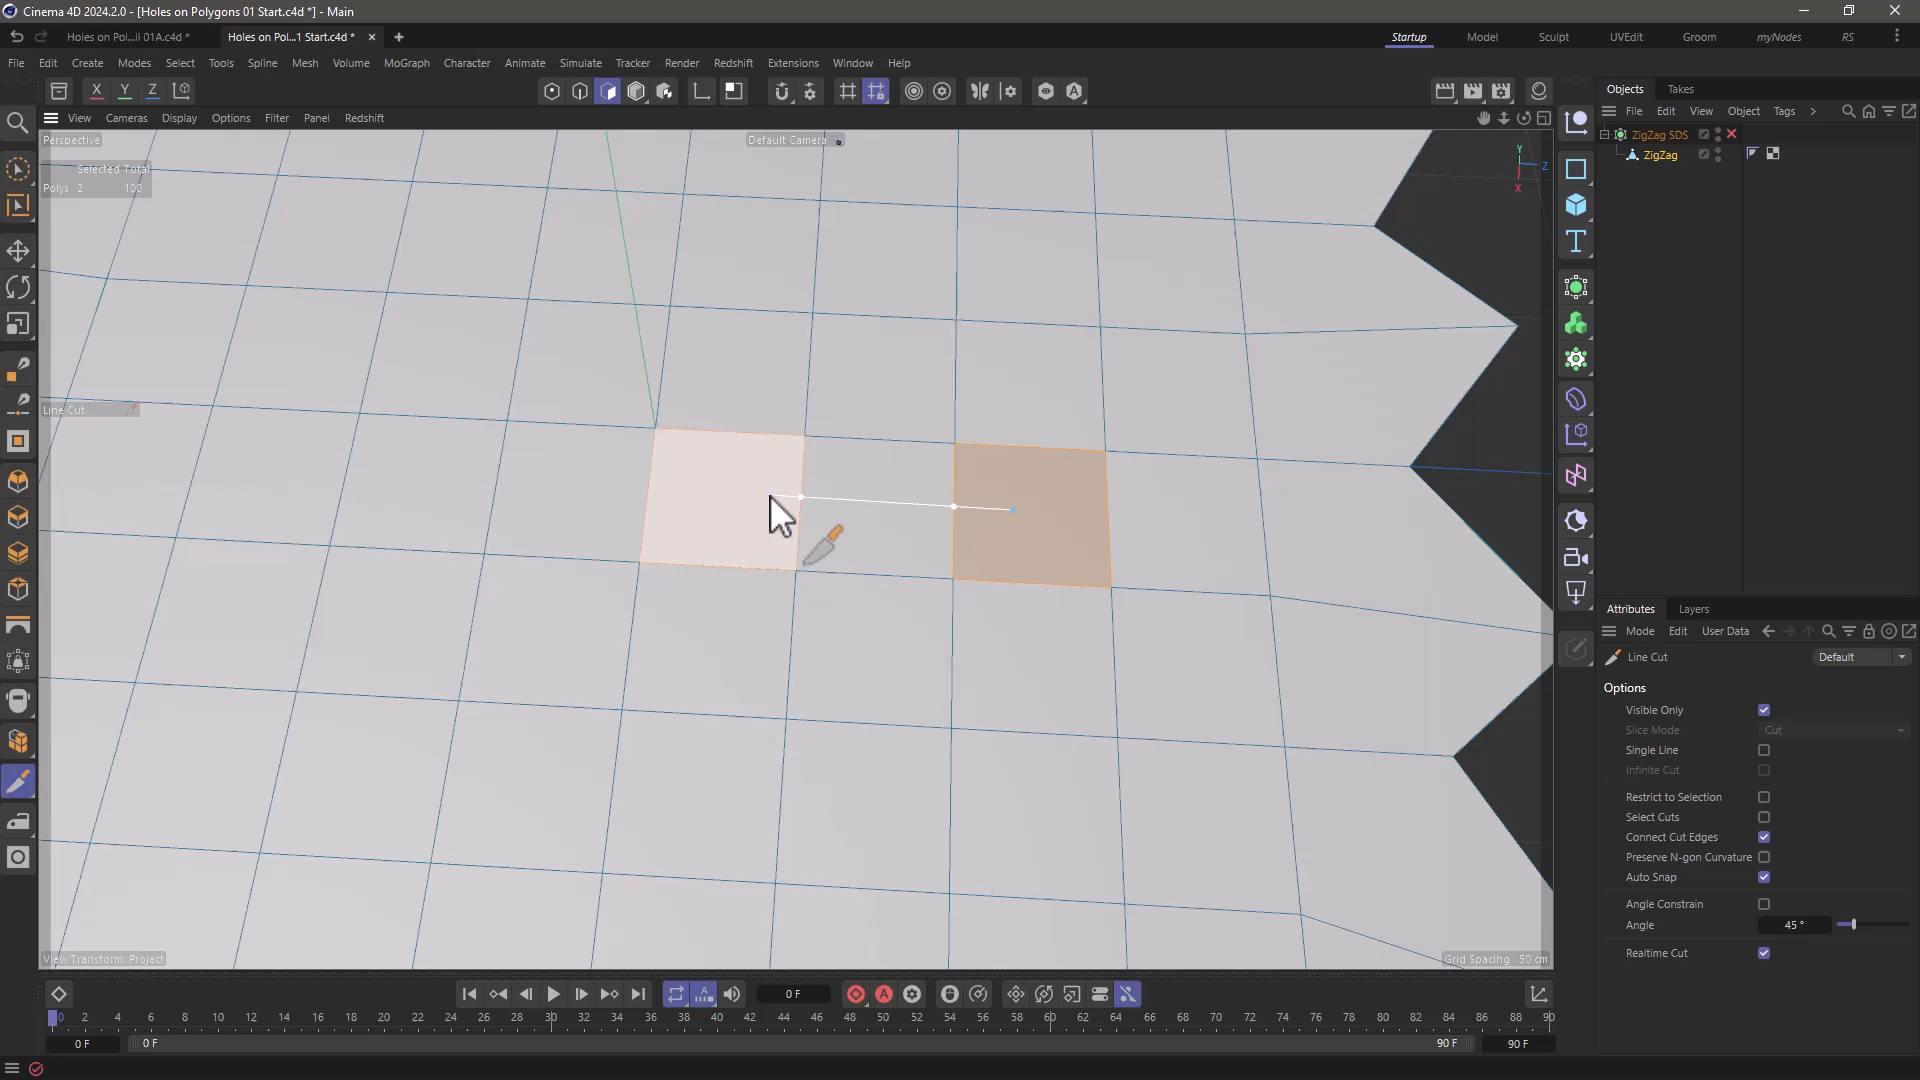 Cinema 4D 2024.2.0 - [Holes on Polygons 01 Start.c4d *] - Main
Holes on Pol...il 01A.c4d *
Holes on Pol...1 Start.c4d *
Startup
Model
Sculpt
UVEdit
Groom
myNodes
RS
File Edit Create Modes Select Tools Spline Mesh Volume MoGraph Character Animate Simulate Tracker Render Redshift Extensions Window Help
X Y Z
View Cameras Display Options Filter Panel Redshift
Perspective
Default Camera
Selected Total
Polys 2 100
Line Cut
Y
Z
X
View Transform: Project
Grid Spacing : 50 cm
Objects Takes
File Edit View Object Tags >
ZigZag SDS
ZigZag
Attributes Layers
Mode Edit User Data
Line Cut
Default
Options
Visible Only
Slice Mode Cut
Single Line
Infinite Cut
Restrict to Selection
Select Cuts
Connect Cut Edges
Preserve N-gon Curvature
Auto Snap
Angle Constrain
Angle 45 °
Realtime Cut
0 F
0 2 4 6 8 10 12 14 16 18 20 22 24 26 28 30 32 34 36 38 40 42 44 46 48 50 52 54 56 58 60 62 64 66 68 70 72 74 76 78 80 82 84 86 88 90
0 F
0 F
90 F
90 F